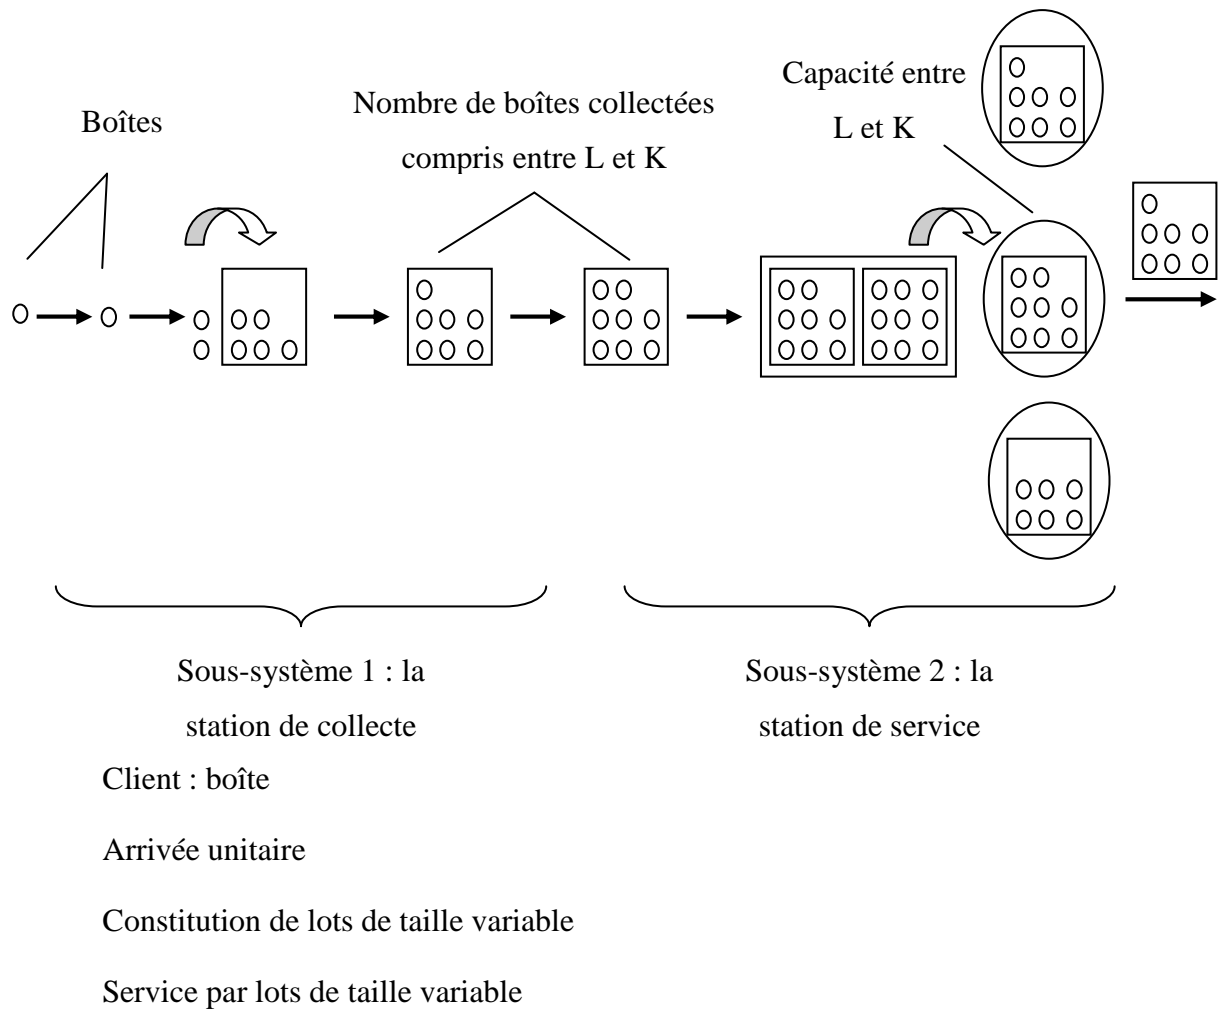 Boîtes
Nombre de boîtes collectées
compris entre L et K
Capacité entre
L et K
Sous-système 1 : la
station de collecte
Sous-système 2 : la
station de service
Client : boîte
Arrivée unitaire
Constitution de lots de taille variable
Service par lots de taille variable